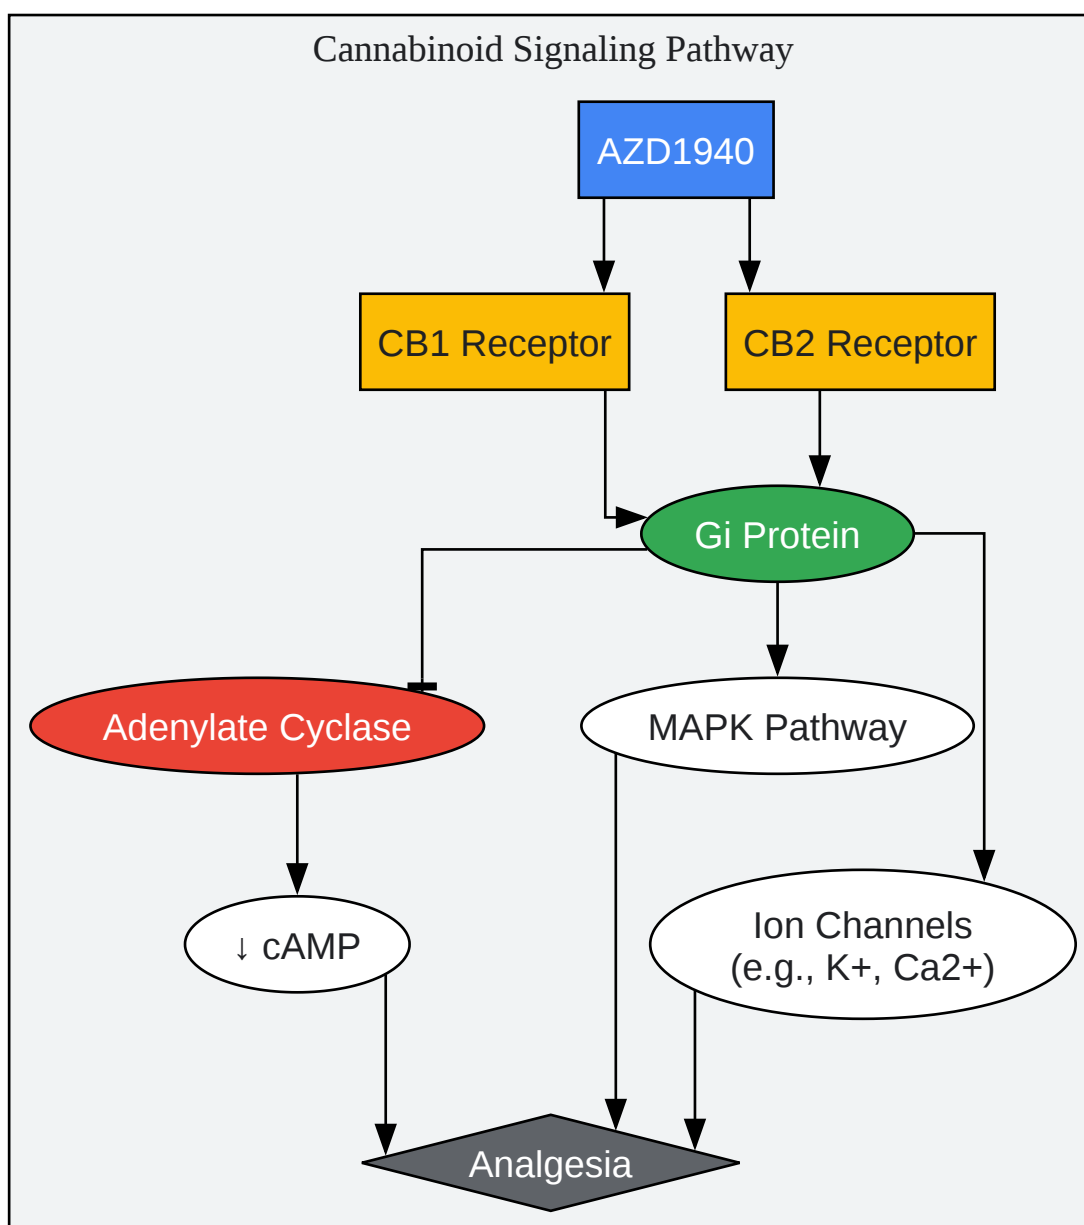 Cannabinoid Signaling Pathway
AZD1940
CB1 Receptor
CB2 Receptor
Gi Protein
Adenylate Cyclase
MAPK Pathway
↓ cAMP
Ion Channels
(e.g., K+, Ca2+)
Analgesia